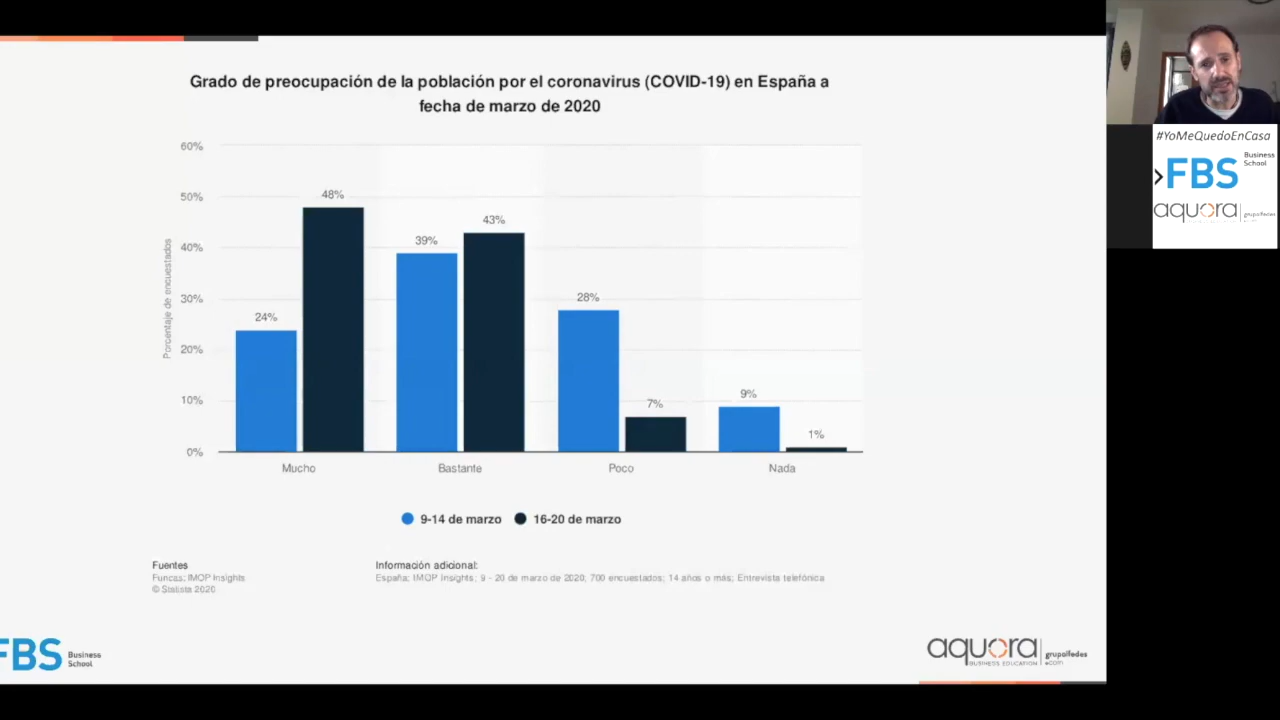 Grado de preocupación de la población por el coronavirus (COVID-19) en España a
fecha de marzo de 2020
60%
50%
40%
30%
20%
10%
0%
Porcentaje de encuestados
24%
48%
39%
43%
28%
7%
9%
1%
Mucho
Bastante
Poco
Nada
9-14 de marzo
16-20 de marzo
Fuentes
Funcas; IMOP Insights
© Statista 2020
Información adicional:
España; IMOP Insights; 9 - 20 de marzo de 2020; 700 encuestados; 14 años o más; Entrevista telefónica
FBS Business
School
aquora
BUSINESS EDUCATION
grupoifedes
.com
#YoMeQuedoEnCasa
FBS Business
School
aquora
grupoifedes